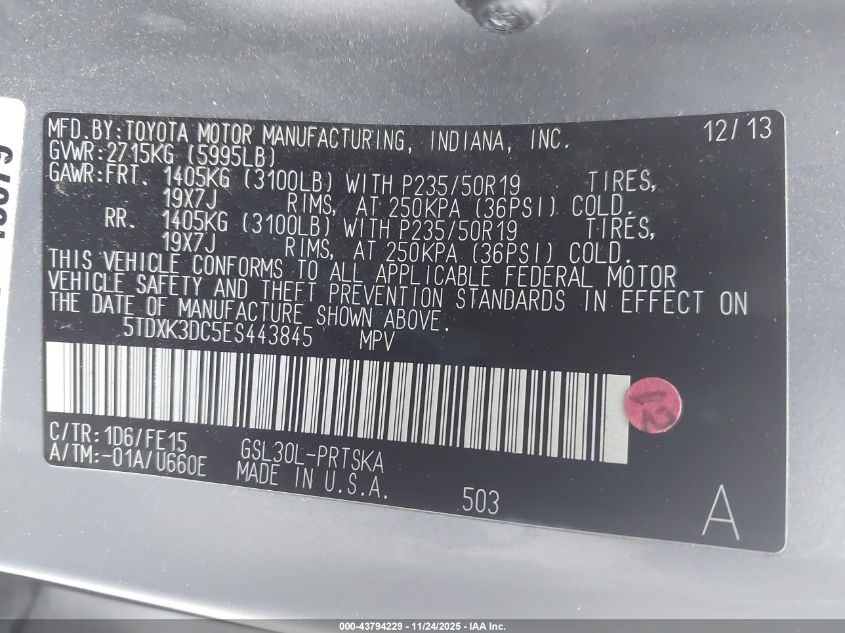 MFD.BY:TOYOTA MOTOR MANUFACTURING, INDIANA, INC. 12/13
GVWR:2715KG (5995LB)
GAWR:FRT. 1405KG (3100LB) WITH P235/50R19 TIRES,
19X7J RIMS, AT 250KPA (36PSI) COLD.
RR. 1405KG (3100LB) WITH P235/50R19 TIRES,
19X7J RIMS, AT 250KPA (36PSI) COLD.
THIS VEHICLE CONFORMS TO ALL APPLICABLE FEDERAL MOTOR
VEHICLE SAFETY AND THEFT PREVENTION STANDARDS IN EFFECT ON
THE DATE OF MANUFACTURE SHOWN ABOVE.
5TDXK3DC5ES443845 MPV
C/TR:1D6/FE15 GSL30L-PRTSKA
A/TM:-01A/U660E MADE IN U.S.A. 503 A
000-43794229 - 11/24/2025 - IAA Inc.